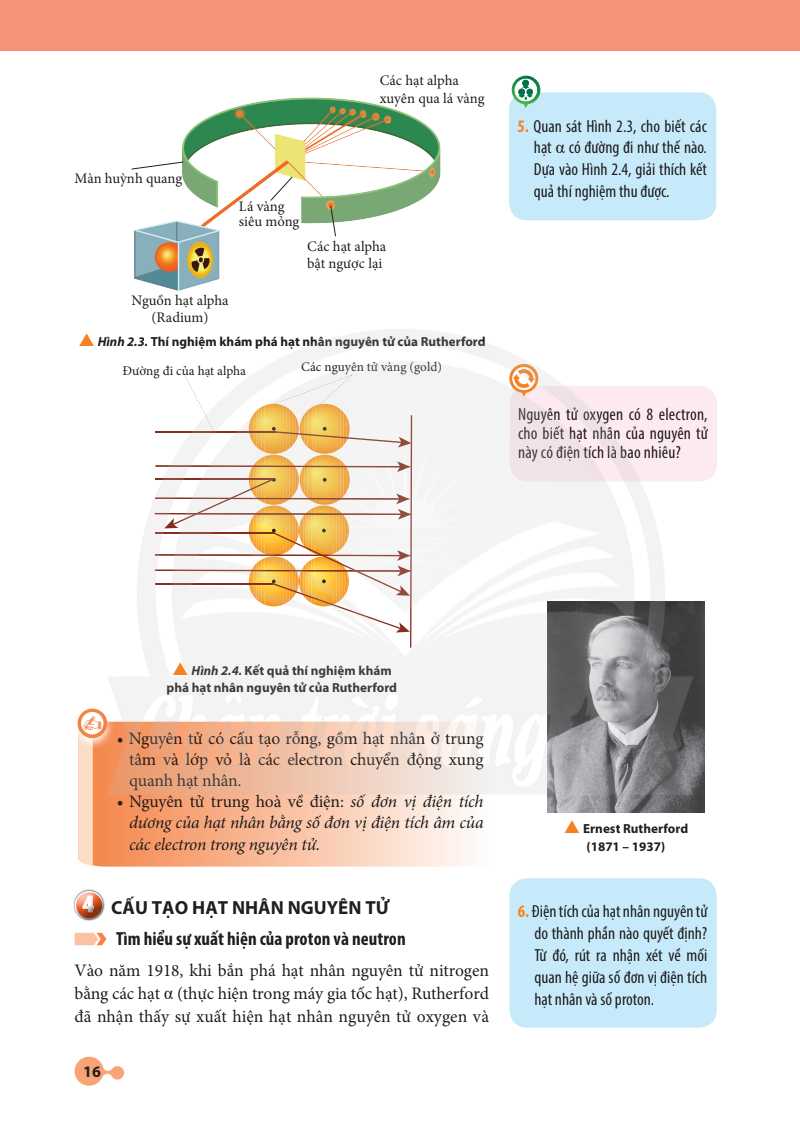 Các hạt alpha
xuyên qua lá vàng
Màn huỳnh quang
Lá vàng
siêu mỏng
Các hạt alpha
bật ngược lại
Nguồn hạt alpha
(Radium)
Hình 2.3. Thí nghiệm khám phá hạt nhân nguyên tử của Rutherford
5. Quan sát Hình 2.3, cho biết các
hạt α có đường đi như thế nào.
Dựa vào Hình 2.4, giải thích kết
quả thí nghiệm thu được.
Đường đi của hạt alpha
Các nguyên tử vàng (gold)
Hình 2.4. Kết quả thí nghiệm khám
phá hạt nhân nguyên tử của Rutherford
Nguyên tử oxygen có 8 electron,
cho biết hạt nhân của nguyên tử
này có điện tích là bao nhiêu?
Chân trời sáng
• Nguyên tử có cấu tạo rỗng, gồm hạt nhân ở trung
tâm và lớp vỏ là các electron chuyển động xung
quanh hạt nhân.
• Nguyên tử trung hoà về điện: số đơn vị điện tích
dương của hạt nhân bằng số đơn vị điện tích âm của
các electron trong nguyên tử.
Ernest Rutherford
(1871 – 1937)
4 CẤU TẠO HẠT NHÂN NGUYÊN TỬ
Tìm hiểu sự xuất hiện của proton và neutron
Vào năm 1918, khi bắn phá hạt nhân nguyên tử nitrogen
bằng các hạt α (thực hiện trong máy gia tốc hạt), Rutherford
đã nhận thấy sự xuất hiện hạt nhân nguyên tử oxygen và
6. Điện tích của hạt nhân nguyên tử
do thành phần nào quyết định?
Từ đó, rút ra nhận xét về mối
quan hệ giữa số đơn vị điện tích
hạt nhân và số proton.
16